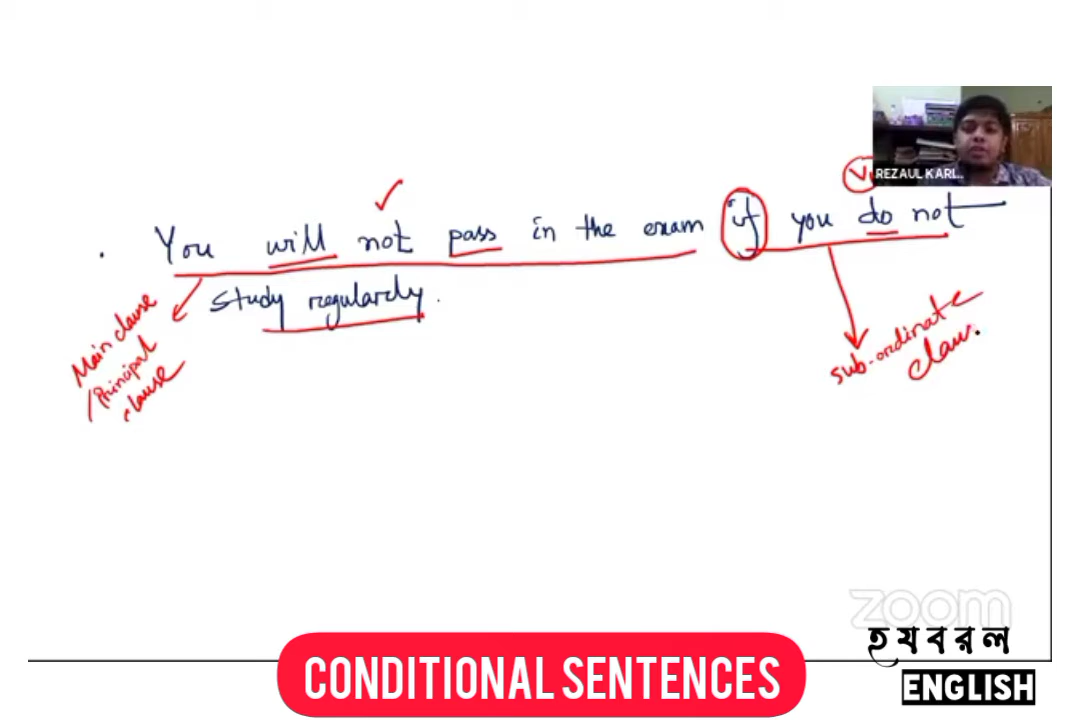 REZAUL KARI...
You will not pass in the exam if you do not
study regularly.
Main clause
/Principal
clause
sub-ordinate
claus.
zoom
হযবরল
CONDITIONAL SENTENCES
ENGLISH